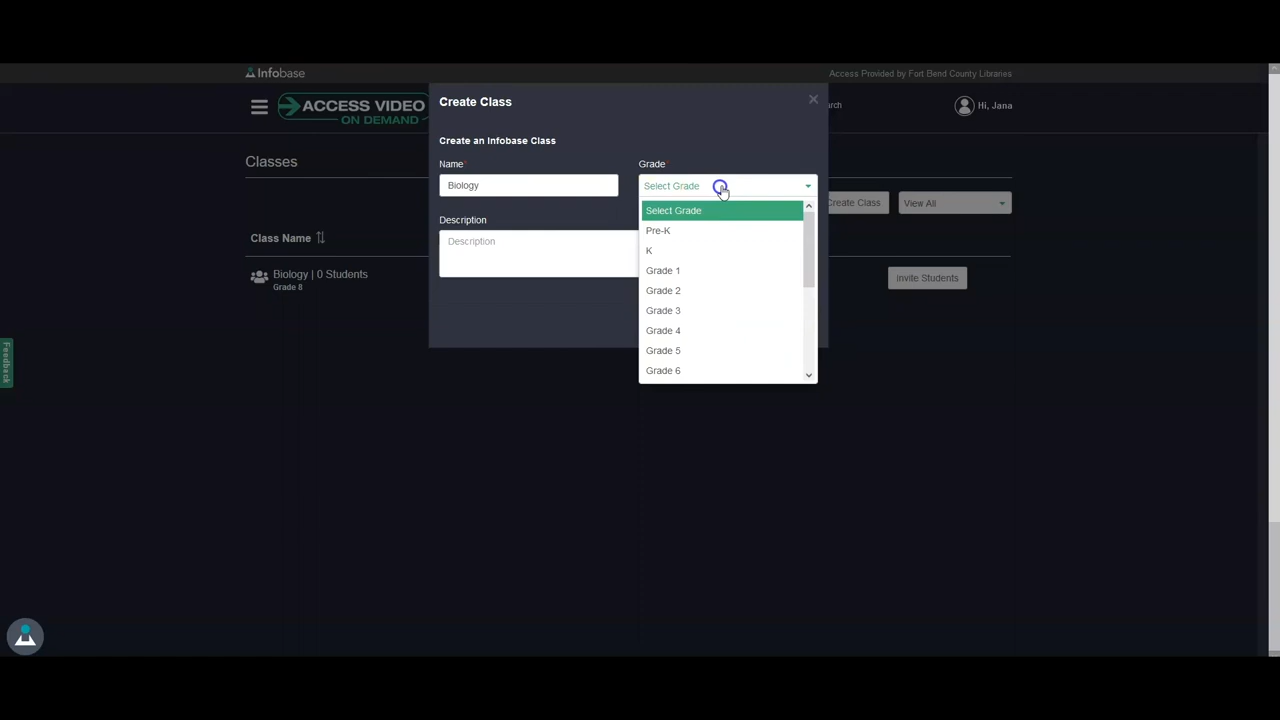 Infobase
Access Provided by Fort Bend County Libraries
ACCESS VIDEO
ON DEMAND
Hi, Jana
Create Class
Create an Infobase Class
Name*
Grade*
Biology
Select Grade
Description
Description
Select Grade
Pre-K
K
Grade 1
Grade 2
Grade 3
Grade 4
Grade 5
Grade 6
Classes
Create Class
View All
Class Name
Biology | 0 Students
Grade 8
Invite Students
Feedback